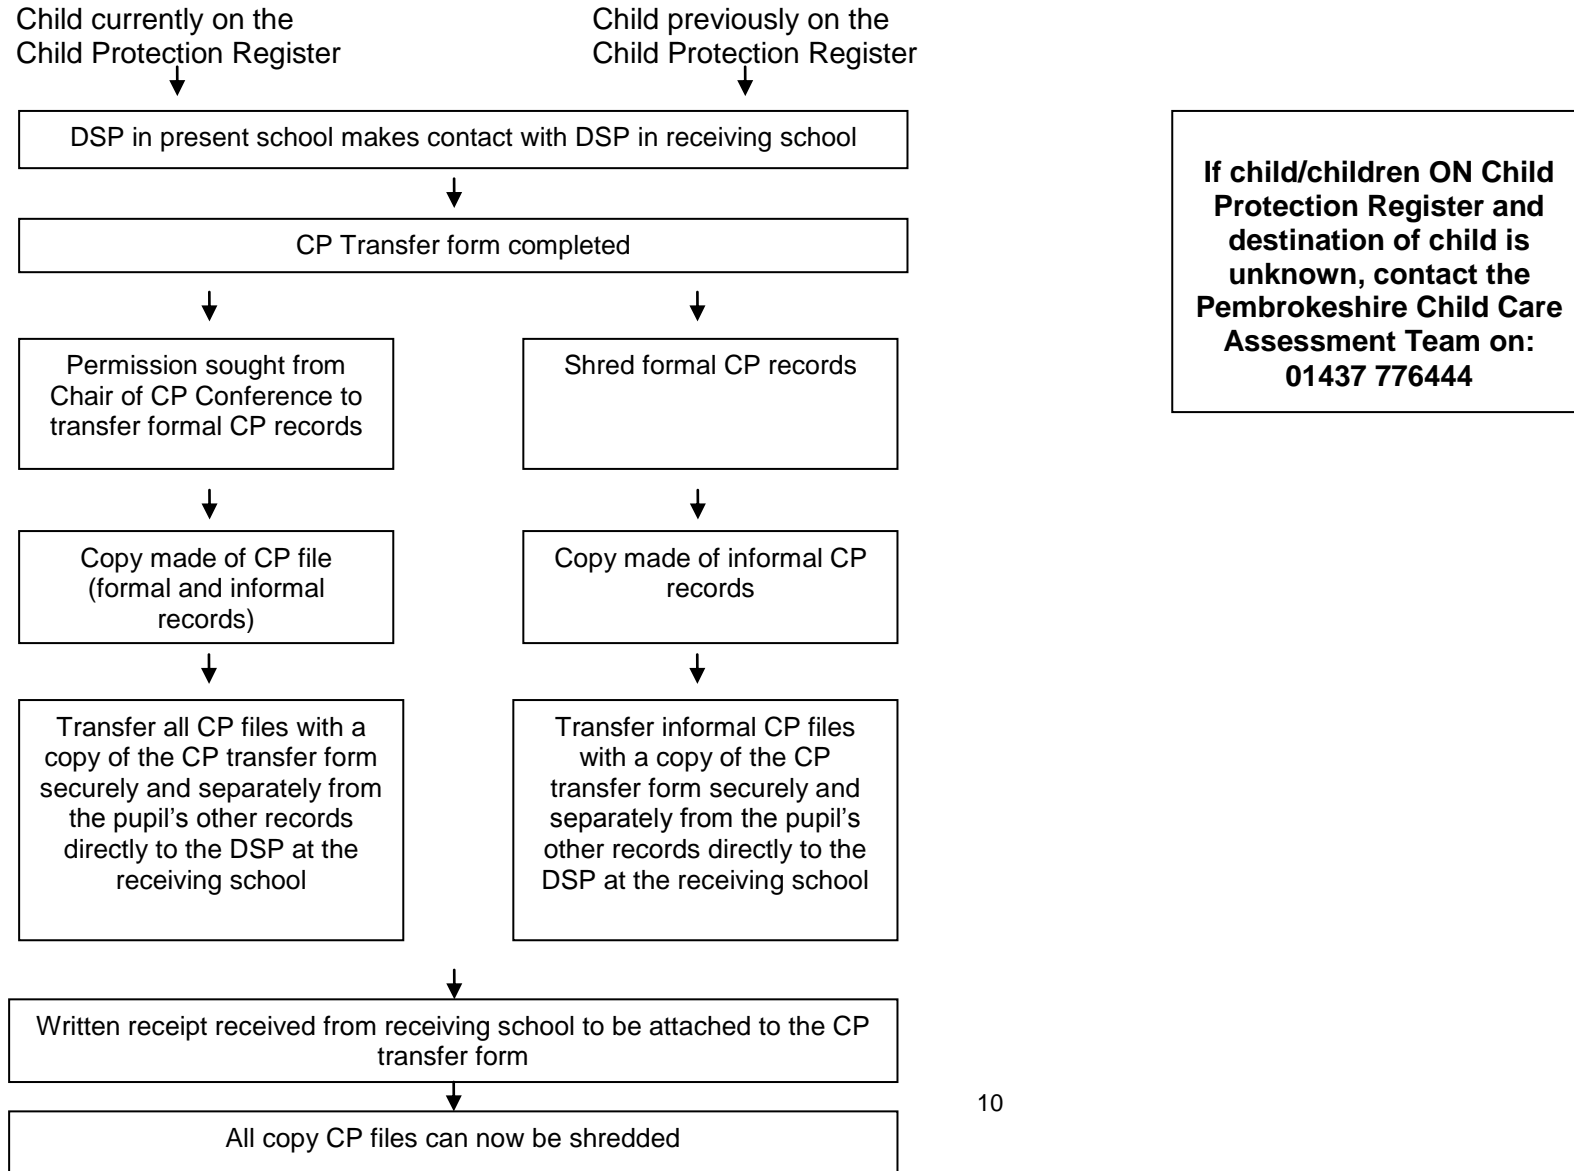 Child currently on the
Child Protection Register
Child previously on the
Child Protection Register
DSP in present school makes contact with DSP in receiving school
CP Transfer form completed
Permission sought from
Chair of CP Conference to
transfer formal CP records
Shred formal CP records
Copy made of CP file
(formal and informal
records)
Copy made of informal CP
records
Transfer all CP files with a
copy of the CP transfer form
securely and separately from
the pupil’s other records
directly to the DSP at the
receiving school
Transfer informal CP files
with a copy of the CP
transfer form securely and
separately from the pupil’s
other records directly to the
DSP at the receiving school
Written receipt received from receiving school to be attached to the CP
transfer form
All copy CP files can now be shredded
If child/children ON Child
Protection Register and
destination of child is
unknown, contact the
Pembrokeshire Child Care
Assessment Team on:
01437 776444
10